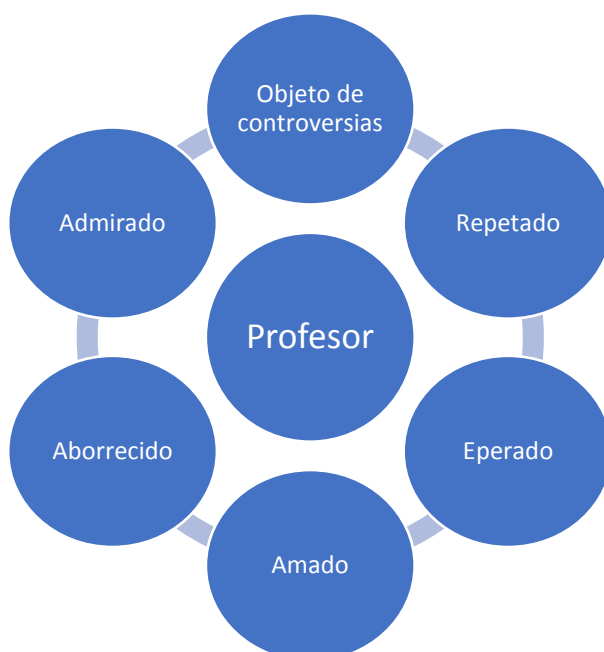 Objeto de
controversias
Repetado
Eperado
Amado
Aborrecido
Admirado
Profesor